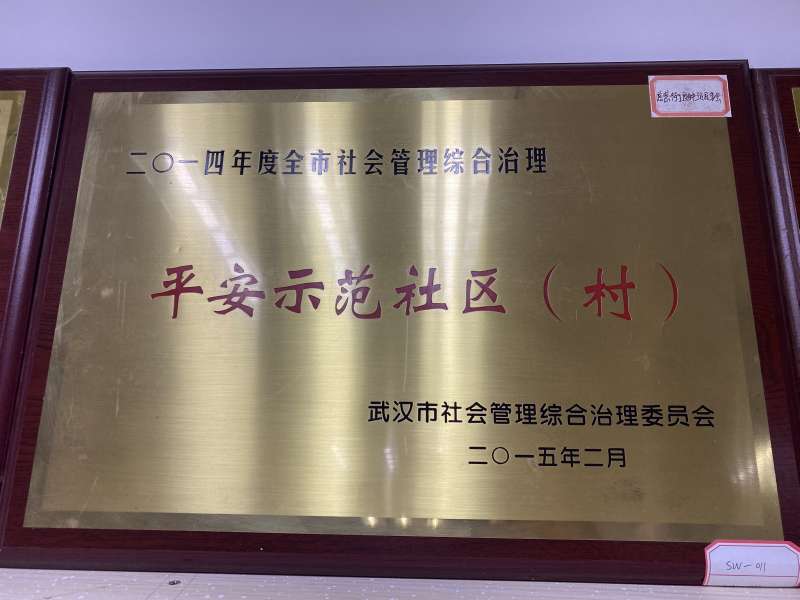 二〇一四年度全市社会管理综合治理
平安示范社区（村）
武汉市社会管理综合治理委员会
二〇一五年二月
SW-011